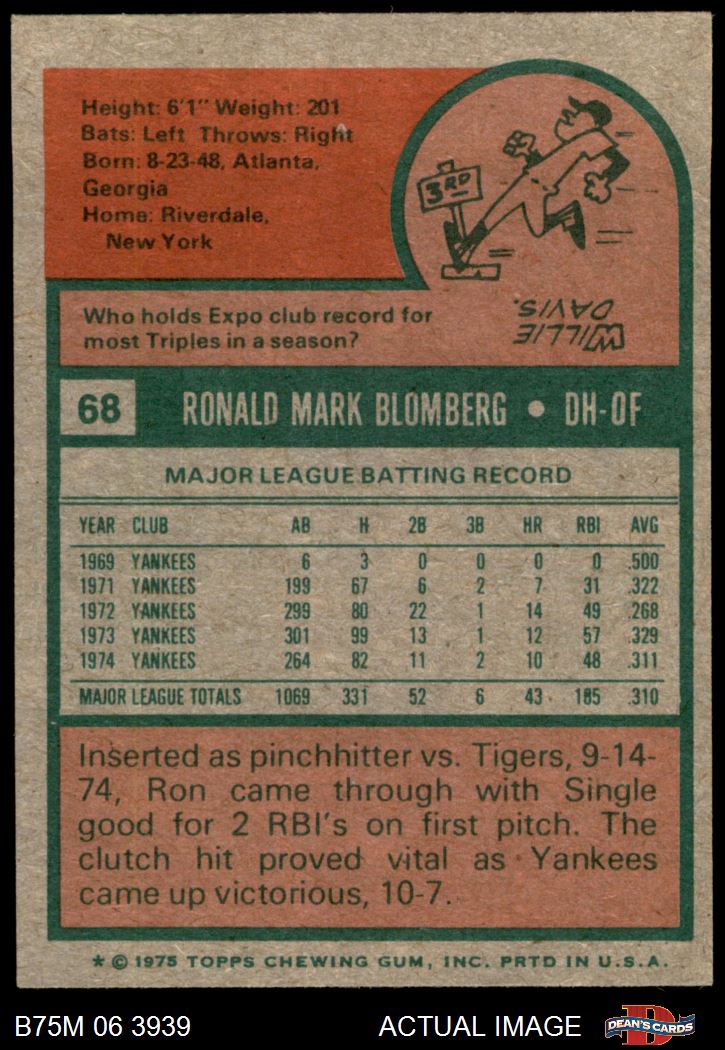 Height: 6'1" Weight: 201
Bats: Left Throws: Right
Born: 8-23-48, Atlanta,
Georgia
Home: Riverdale,
New York
3RD
Who holds Expo club record for
most Triples in a season?
WILLIE
DAVIS.
68 RONALD MARK BLOMBERG • DH-OF
MAJOR LEAGUE BATTING RECORD
YEAR CLUB AB H 2B 3B HR RBI AVG
1969 YANKEES 6 3 0 0 0 0 .500
1971 YANKEES 199 67 6 2 7 31 .322
1972 YANKEES 299 80 22 1 14 49 .268
1973 YANKEES 301 99 13 1 12 57 .329
1974 YANKEES 264 82 11 2 10 48 .311
MAJOR LEAGUE TOTALS 1069 331 52 6 43 185 .310
Inserted as pinchhitter vs. Tigers, 9-14-
74, Ron came through with Single
good for 2 RBI's on first pitch. The
clutch hit proved vital as Yankees
came up victorious, 10-7.
* © 1975 TOPPS CHEWING GUM, INC. PRTD IN U.S.A.
B75M 06 3939 ACTUAL IMAGE D DEAN'S CARDS